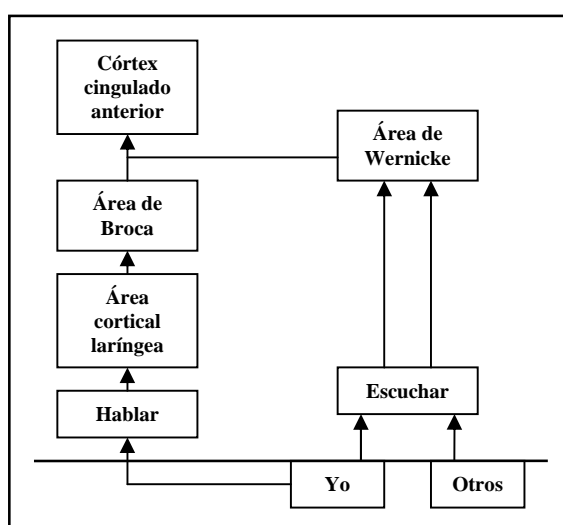 Córtex
cingulado
anterior
Área de
Wernicke
Área de
Broca
Área
cortical
laríngea
Escuchar
Hablar
Yo
Otros